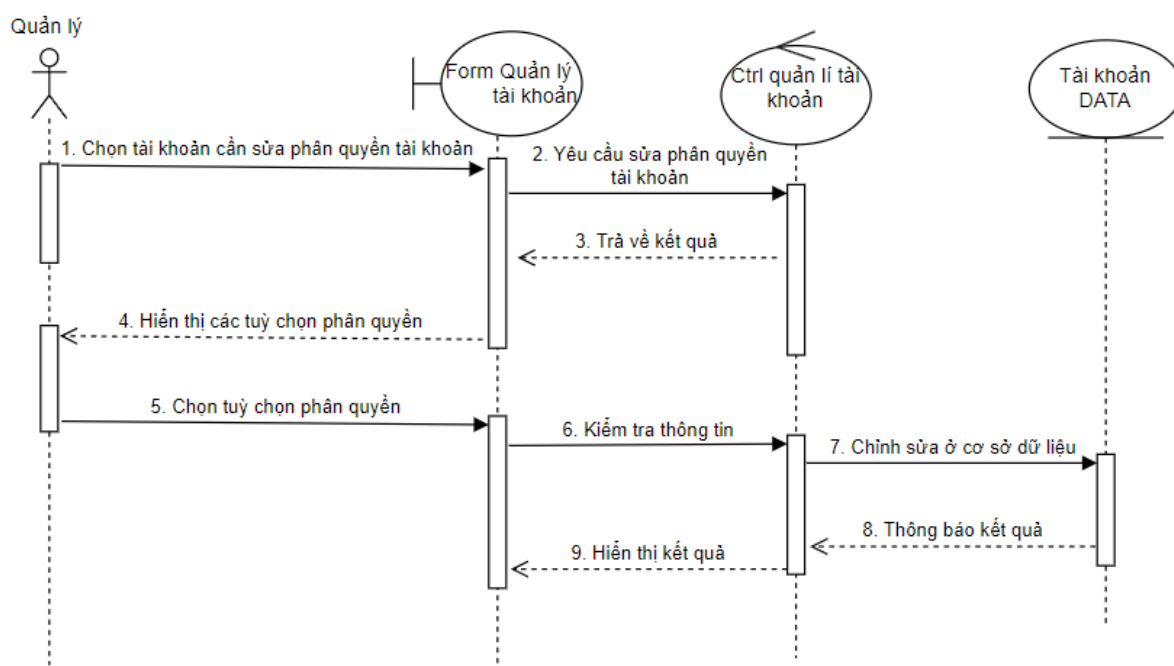 Quản lý
Form Quản lý
tài khoản
Ctrl quản lí tài
khoản
Tài khoản
DATA
1. Chọn tài khoản cần sửa phân quyền tài khoản
2. Yêu cầu sửa phân quyền
tài khoản
3. Trả về kết quả
4. Hiển thị các tuỳ chọn phân quyền
5. Chọn tuỳ chọn phân quyền
6. Kiểm tra thông tin
7. Chỉnh sửa ở cơ sở dữ liệu
8. Thông báo kết quả
9. Hiển thị kết quả